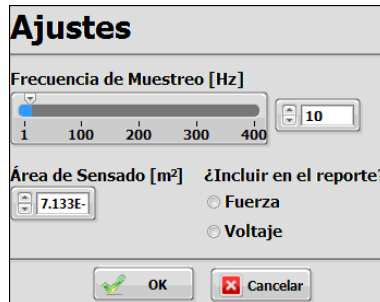 Ajustes
Frecuencia de Muestreo [Hz]
10
1 100 200 300 400
Área de Sensado [m²] ¿Incluir en el reporte?
7.133E- Fuerza
Voltaje
OK Cancelar